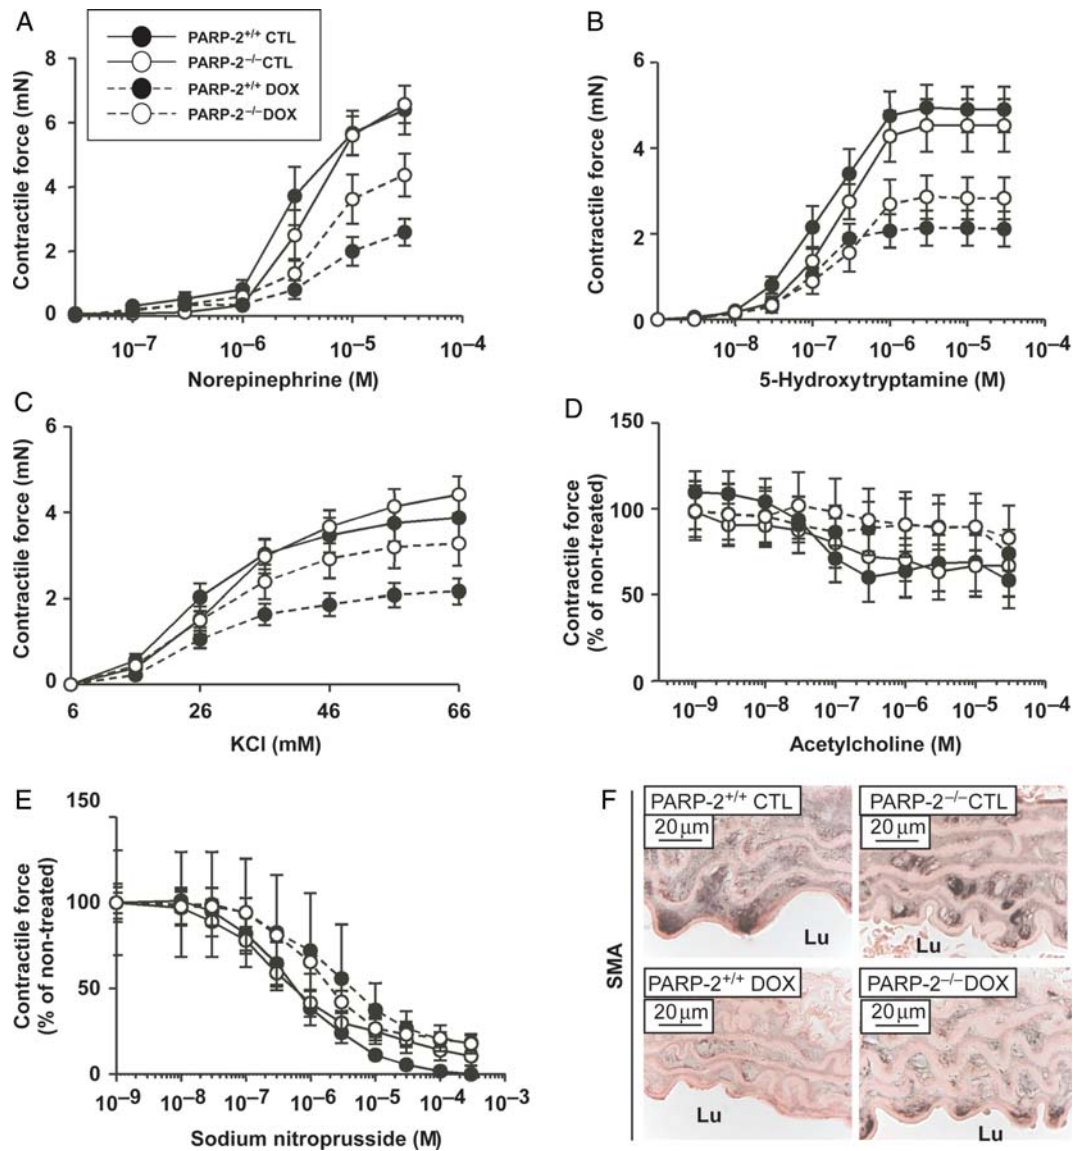 A
PARP-2+/+ CTL
PARP-2−/− CTL
PARP-2+/+ DOX
PARP-2−/− DOX
Contractile force (mN)
8
6
4
2
0
10−7
10−6
10−5
10−4
Norepinephrine (M)
B
Contractile force (mN)
6
4
2
0
10−8
10−7
10−6
10−5
10−4
5-Hydroxytryptamine (M)
C
Contractile force (mN)
6
4
2
0
6
26
46
66
KCl (mM)
D
Contractile force
(% of non-treated)
150
100
50
0
10−9
10−8
10−7
10−6
10−5
10−4
Acetylcholine (M)
E
Contractile force
(% of non-treated)
150
100
50
0
10−9
10−8
10−7
10−6
10−5
10−4
10−3
Sodium nitroprusside (M)
F
SMA
PARP-2+/+ CTL
20 μm
Lu
PARP-2−/− CTL
20 μm
Lu
PARP-2+/+ DOX
20 μm
Lu
PARP-2−/− DOX
20 μm
Lu